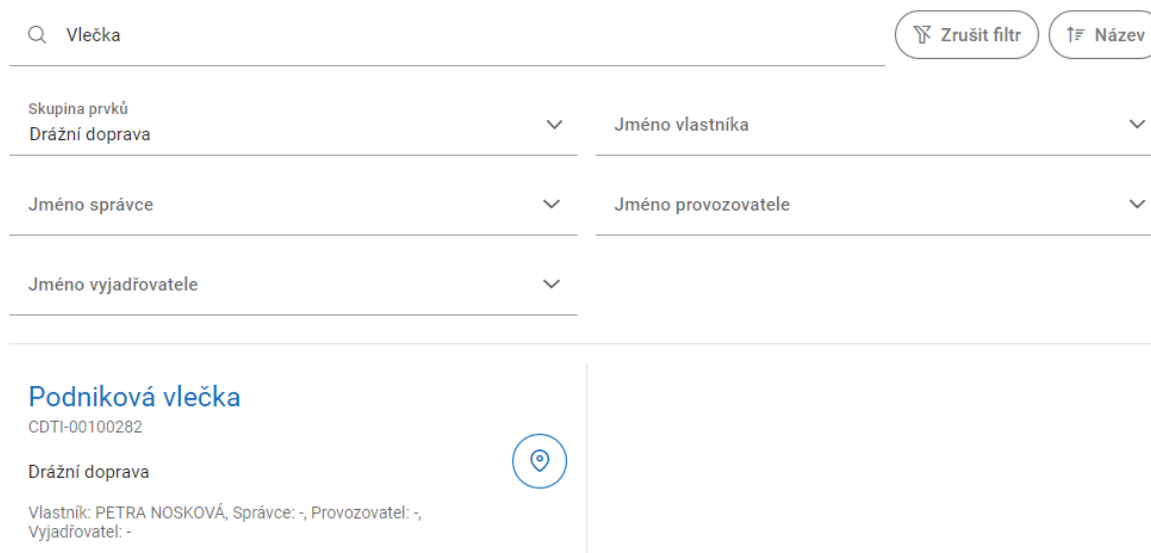 Vlečka
Zrušit filtr
Název
Skupina prvků
Drážní doprava
Jméno vlastníka
Jméno správce
Jméno provozovatele
Jméno vyjadřovatele
Podniková vlečka
CDTI-00100282
Drážní doprava
Vlastník: PETRA NOSKOVÁ, Správce: -, Provozovatel: -,
Vyjadřovatel: -